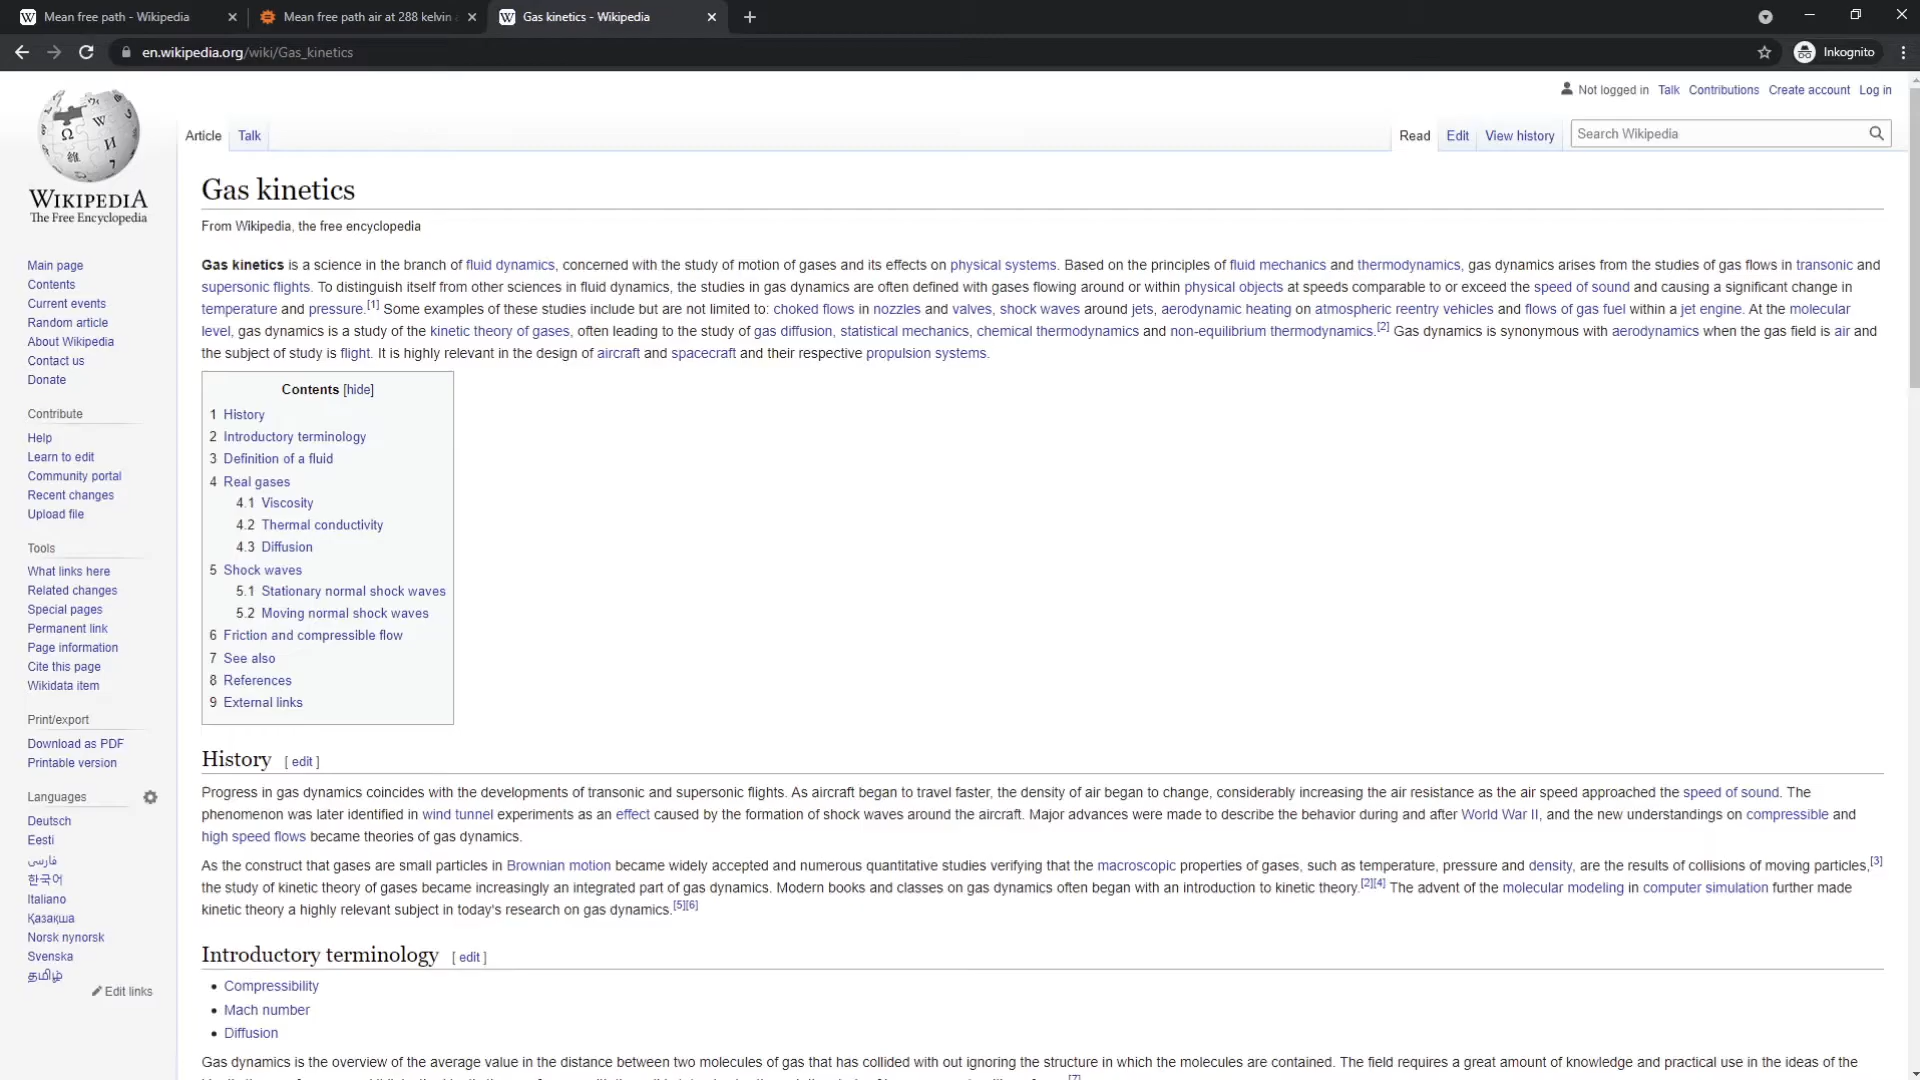 Mean free path - Wikipedia
Mean free path air at 288 kelvin
Gas kinetics - Wikipedia
en.wikipedia.org/wiki/Gas_kinetics
Inkognito
Not logged in Talk Contributions Create account Log in
Article Talk
Read Edit View history
Search Wikipedia
WIKIPEDIA
The Free Encyclopedia
Main page
Contents
Current events
Random article
About Wikipedia
Contact us
Donate
Contribute
Help
Learn to edit
Community portal
Recent changes
Upload file
Tools
What links here
Related changes
Special pages
Permanent link
Page information
Cite this page
Wikidata item
Print/export
Download as PDF
Printable version
Languages
Deutsch
Eesti
فارسی
한국어
Italiano
Қазақша
Norsk nynorsk
Svenska
தமிழ்
Edit links
Gas kinetics
From Wikipedia, the free encyclopedia
Gas kinetics is a science in the branch of fluid dynamics, concerned with the study of motion of gases and its effects on physical systems. Based on the principles of fluid mechanics and thermodynamics, gas dynamics arises from the studies of gas flows in transonic and
supersonic flights. To distinguish itself from other sciences in fluid dynamics, the studies in gas dynamics are often defined with gases flowing around or within physical objects at speeds comparable to or exceed the speed of sound and causing a significant change in
temperature and pressure.[1] Some examples of these studies include but are not limited to: choked flows in nozzles and valves, shock waves around jets, aerodynamic heating on atmospheric reentry vehicles and flows of gas fuel within a jet engine. At the molecular
level, gas dynamics is a study of the kinetic theory of gases, often leading to the study of gas diffusion, statistical mechanics, chemical thermodynamics and non-equilibrium thermodynamics.[2] Gas dynamics is synonymous with aerodynamics when the gas field is air and
the subject of study is flight. It is highly relevant in the design of aircraft and spacecraft and their respective propulsion systems.
Contents [hide]
1 History
2 Introductory terminology
3 Definition of a fluid
4 Real gases
4.1 Viscosity
4.2 Thermal conductivity
4.3 Diffusion
5 Shock waves
5.1 Stationary normal shock waves
5.2 Moving normal shock waves
6 Friction and compressible flow
7 See also
8 References
9 External links
History [ edit ]
Progress in gas dynamics coincides with the developments of transonic and supersonic flights. As aircraft began to travel faster, the density of air began to change, considerably increasing the air resistance as the air speed approached the speed of sound. The
phenomenon was later identified in wind tunnel experiments as an effect caused by the formation of shock waves around the aircraft. Major advances were made to describe the behavior during and after World War II, and the new understandings on compressible and
high speed flows became theories of gas dynamics.
As the construct that gases are small particles in Brownian motion became widely accepted and numerous quantitative studies verifying that the macroscopic properties of gases, such as temperature, pressure and density, are the results of collisions of moving particles,[3]
the study of kinetic theory of gases became increasingly an integrated part of gas dynamics. Modern books and classes on gas dynamics often began with an introduction to kinetic theory.[2][4] The advent of the molecular modeling in computer simulation further made
kinetic theory a highly relevant subject in today's research on gas dynamics.[5][6]
Introductory terminology [ edit ]
Compressibility
Mach number
Diffusion
Gas dynamics is the overview of the average value in the distance between two molecules of gas that has collided with out ignoring the structure in which the molecules are contained. The field requires a great amount of knowledge and practical use in the ideas of the